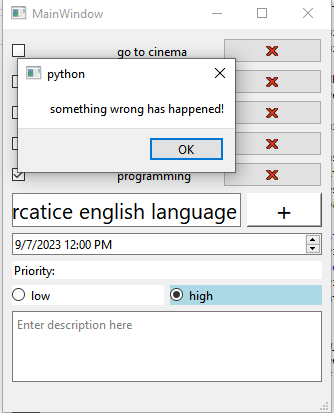 MainWindow
go to cinema
python
something wrong has happened!
OK
programming
rcatice english language
+
9/7/2023 12:00 PM
Priority:
low
high
Enter description here